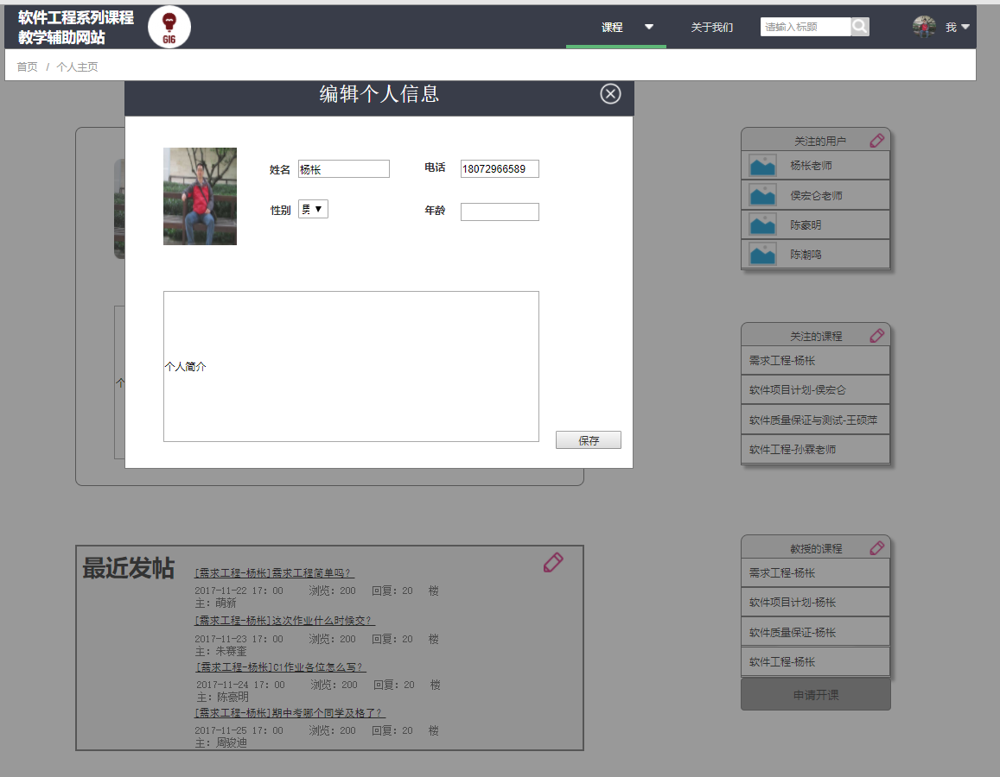 软件工程系列课程
教学辅助网站
G16
课程
关于我们
请输入标题
我
首页 / 个人主页
编辑个人信息
姓名 杨枨
电话 18072966589
性别 男
年龄
个人简介
保存
个
关注的用户
杨枨老师
侯宏仑老师
陈豪明
陈潮鸣
关注的课程
需求工程-杨枨
软件项目计划-侯宏仑
软件质量保证与测试-王硕萍
软件工程-孙霖老师
最近发帖
[需求工程-杨枨]需求工程简单吗？
2017-11-22 17：00 浏览：200 回复：20 楼
主：萌新
[需求工程-杨枨]这次作业什么时候交？
2017-11-23 17：00 浏览：200 回复：20 楼
主：朱赛奎
[需求工程-杨枨]C1作业各位怎么写？
2017-11-24 17：00 浏览：200 回复：20 楼
主：陈豪明
[需求工程-杨枨]期中考哪个同学及格了？
2017-11-25 17：00 浏览：200 回复：20 楼
主：周骏迪
教授的课程
需求工程-杨枨
软件项目计划-杨枨
软件质量保证-杨枨
软件工程-杨枨
申请开课